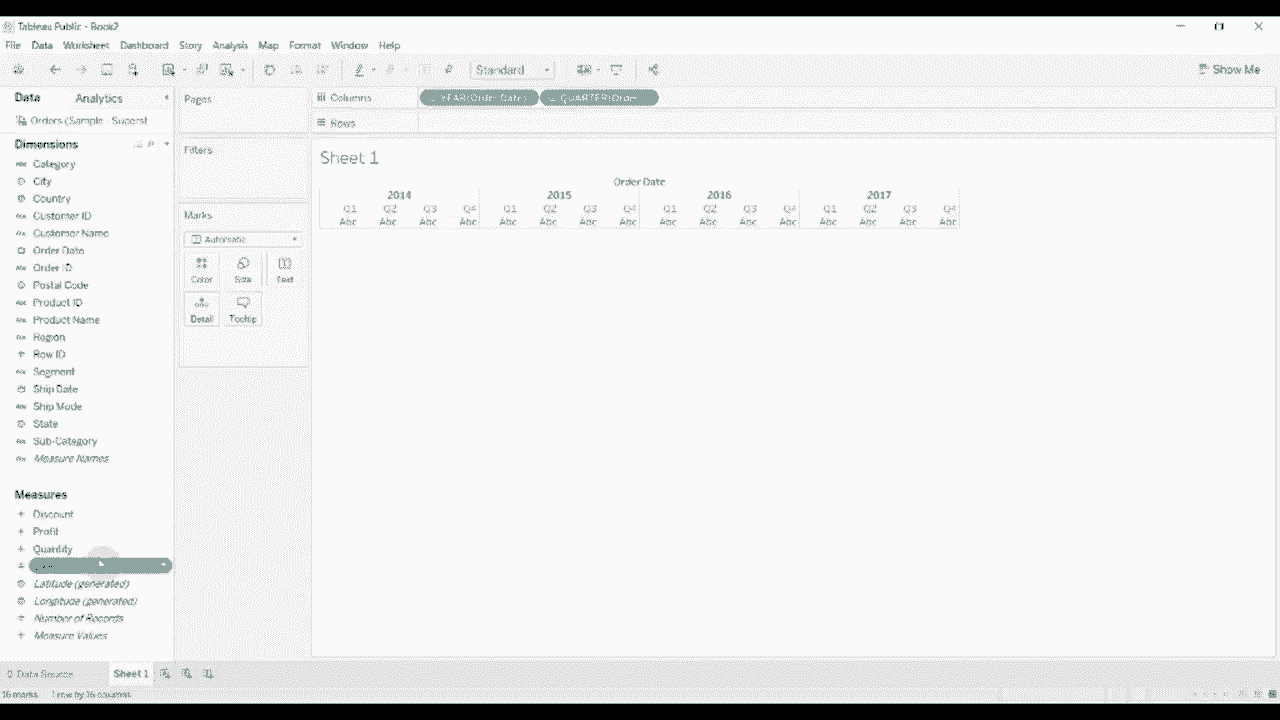 Tableau Public - Book2
File Data Worksheet Dashboard Story Analysis Map Format Window Help
Standard
Show Me
Data Analytics
Pages
Columns
YEAR(Order Date) QUARTER(Order
Orders (Sample - Superst
Rows
Dimensions
Filters
Category
City
Country
Customer ID
Customer Name
Order Date
Order ID
Postal Code
Product ID
Product Name
Region
Row ID
Segment
Ship Date
Ship Mode
State
Sub-Category
Measure Names
Measures
Discount
Profit
Quantity
Latitude (generated)
Longitude (generated)
Number of Records
Measure Values
Marks
Automatic
Color Size Text
Detail Tooltip
Sheet 1
Order Date
2014 2015 2016 2017
Q1 Q2 Q3 Q4 Q1 Q2 Q3 Q4 Q1 Q2 Q3 Q4 Q1 Q2 Q3 Q4
Abc Abc Abc Abc Abc Abc Abc Abc Abc Abc Abc Abc Abc Abc Abc Abc
Data Source Sheet 1
16 marks 1 row by 16 columns